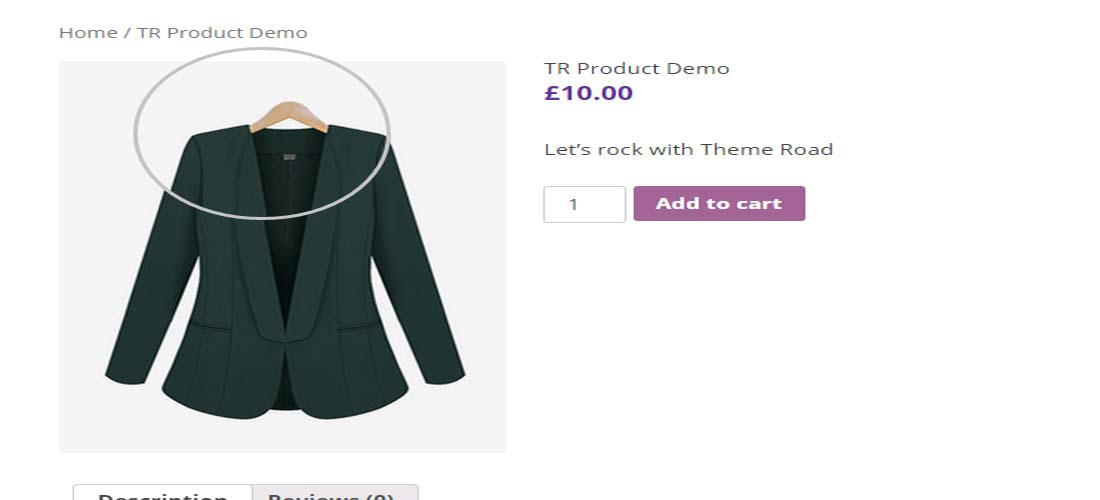 Home / TR Product Demo
TR Product Demo
£10.00
Let's rock with Theme Road
1
Add to cart
Description
Reviews (0)